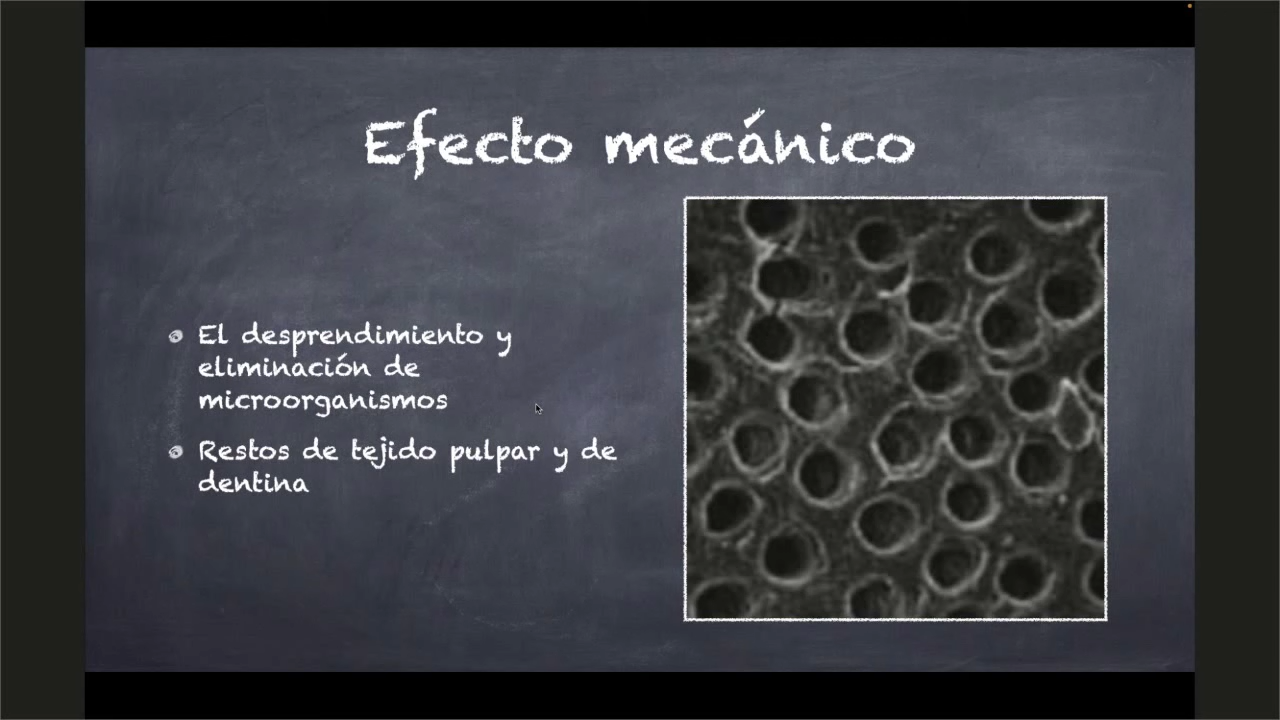 Efecto mecánico
El desprendimiento y
eliminación de
microorganismos
Restos de tejido pulpar y de
dentina